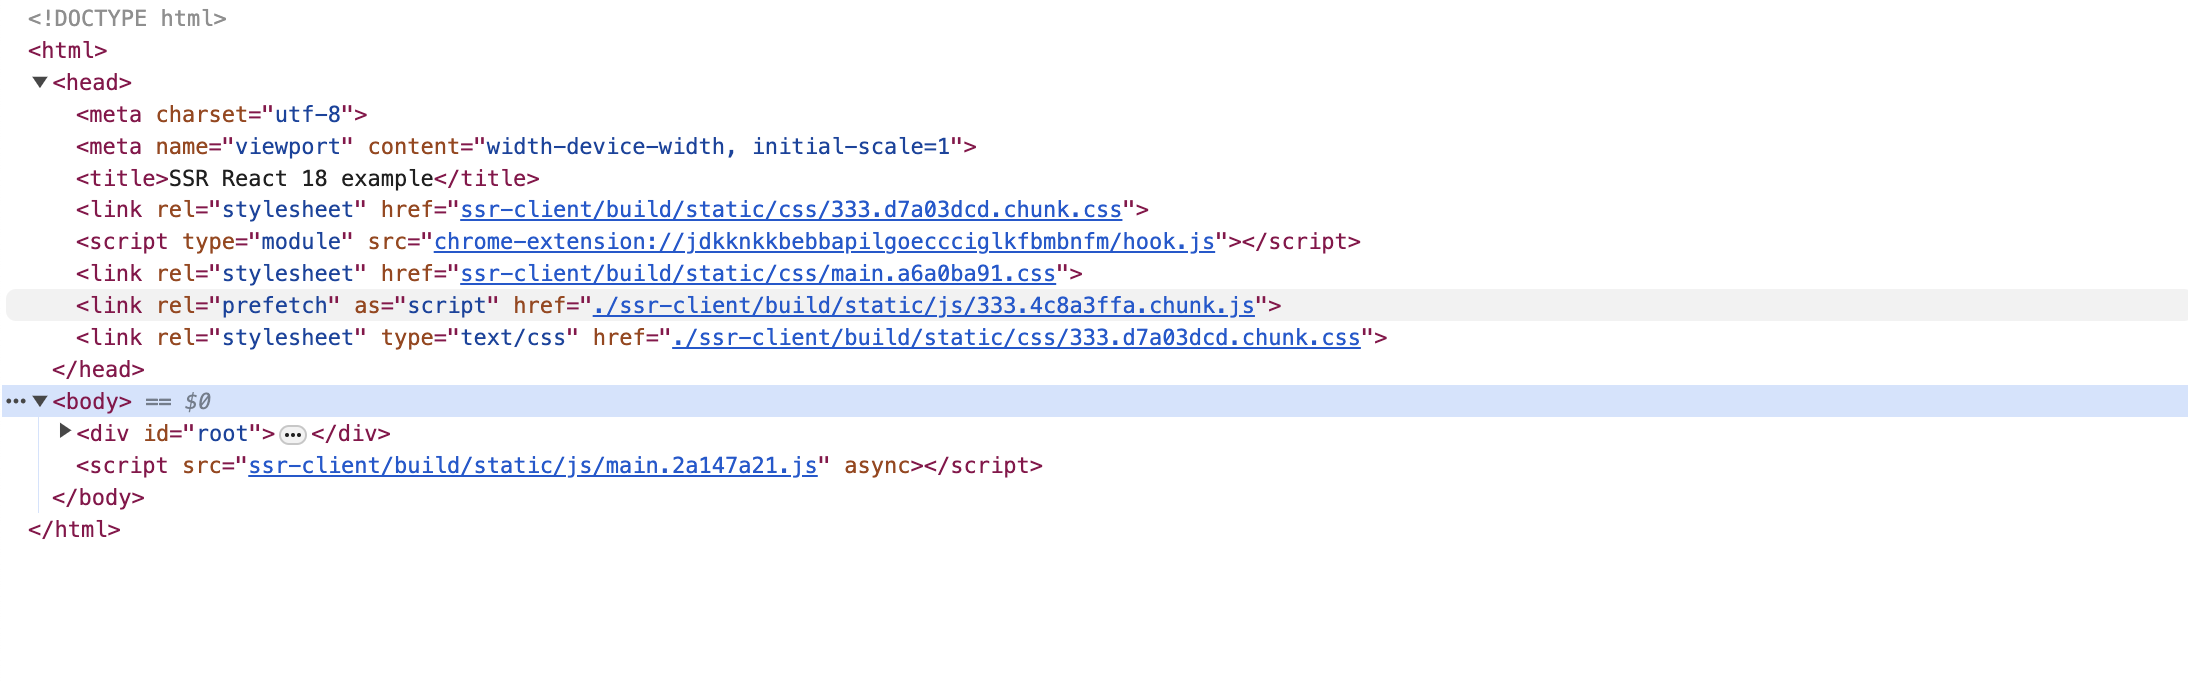 <!DOCTYPE html>
<html>
<head>
<meta charset="utf-8">
<meta name="viewport" content="width-device-width, initial-scale=1">
<title>SSR React 18 example</title>
<link rel="stylesheet" href="ssr-client/build/static/css/333.d7a03dcd.chunk.css">
<script type="module" src="chrome-extension://jdkknkkbebbapilgoeccciglkfbmbnfm/hook.js"></script>
<link rel="stylesheet" href="ssr-client/build/static/css/main.a6a0ba91.css">
<link rel="prefetch" as="script" href="./ssr-client/build/static/js/333.4c8a3ffa.chunk.js">
<link rel="stylesheet" type="text/css" href="./ssr-client/build/static/css/333.d7a03dcd.chunk.css">
</head>
<body> == $0
<div id="root">…</div>
<script src="ssr-client/build/static/js/main.2a147a21.js" async></script>
</body>
</html>